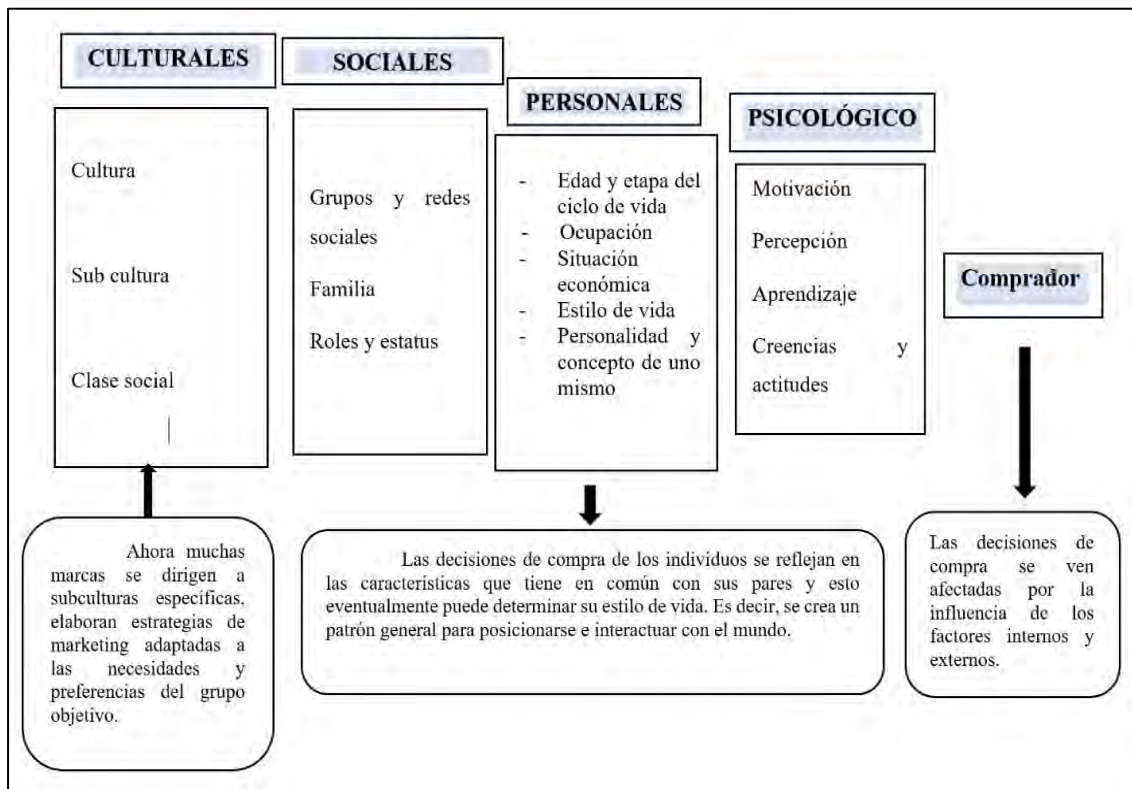 CULTURALES
Cultura
Sub cultura
Clase social
SOCIALES
Grupos y redes
sociales
Familia
Roles y estatus
PERSONALES
- Edad y etapa del
ciclo de vida
- Ocupación
- Situación
económica
- Estilo de vida
- Personalidad y
concepto de uno
mismo
PSICOLÓGICO
Motivación
Percepción
Aprendizaje
Creencias y
actitudes
Comprador
Ahora muchas
marcas se dirigen a
subculturas específicas,
elaboran estrategias de
marketing adaptadas a
las necesidades y
preferencias del grupo
objetivo.
Las decisiones de compra de los individuos se reflejan en
las características que tiene en común con sus pares y esto
eventualmente puede determinar su estilo de vida. Es decir, se crea un
patrón general para posicionarse e interactuar con el mundo.
Las decisiones de
compra se ven
afectadas por la
influencia de los
factores internos y
externos.